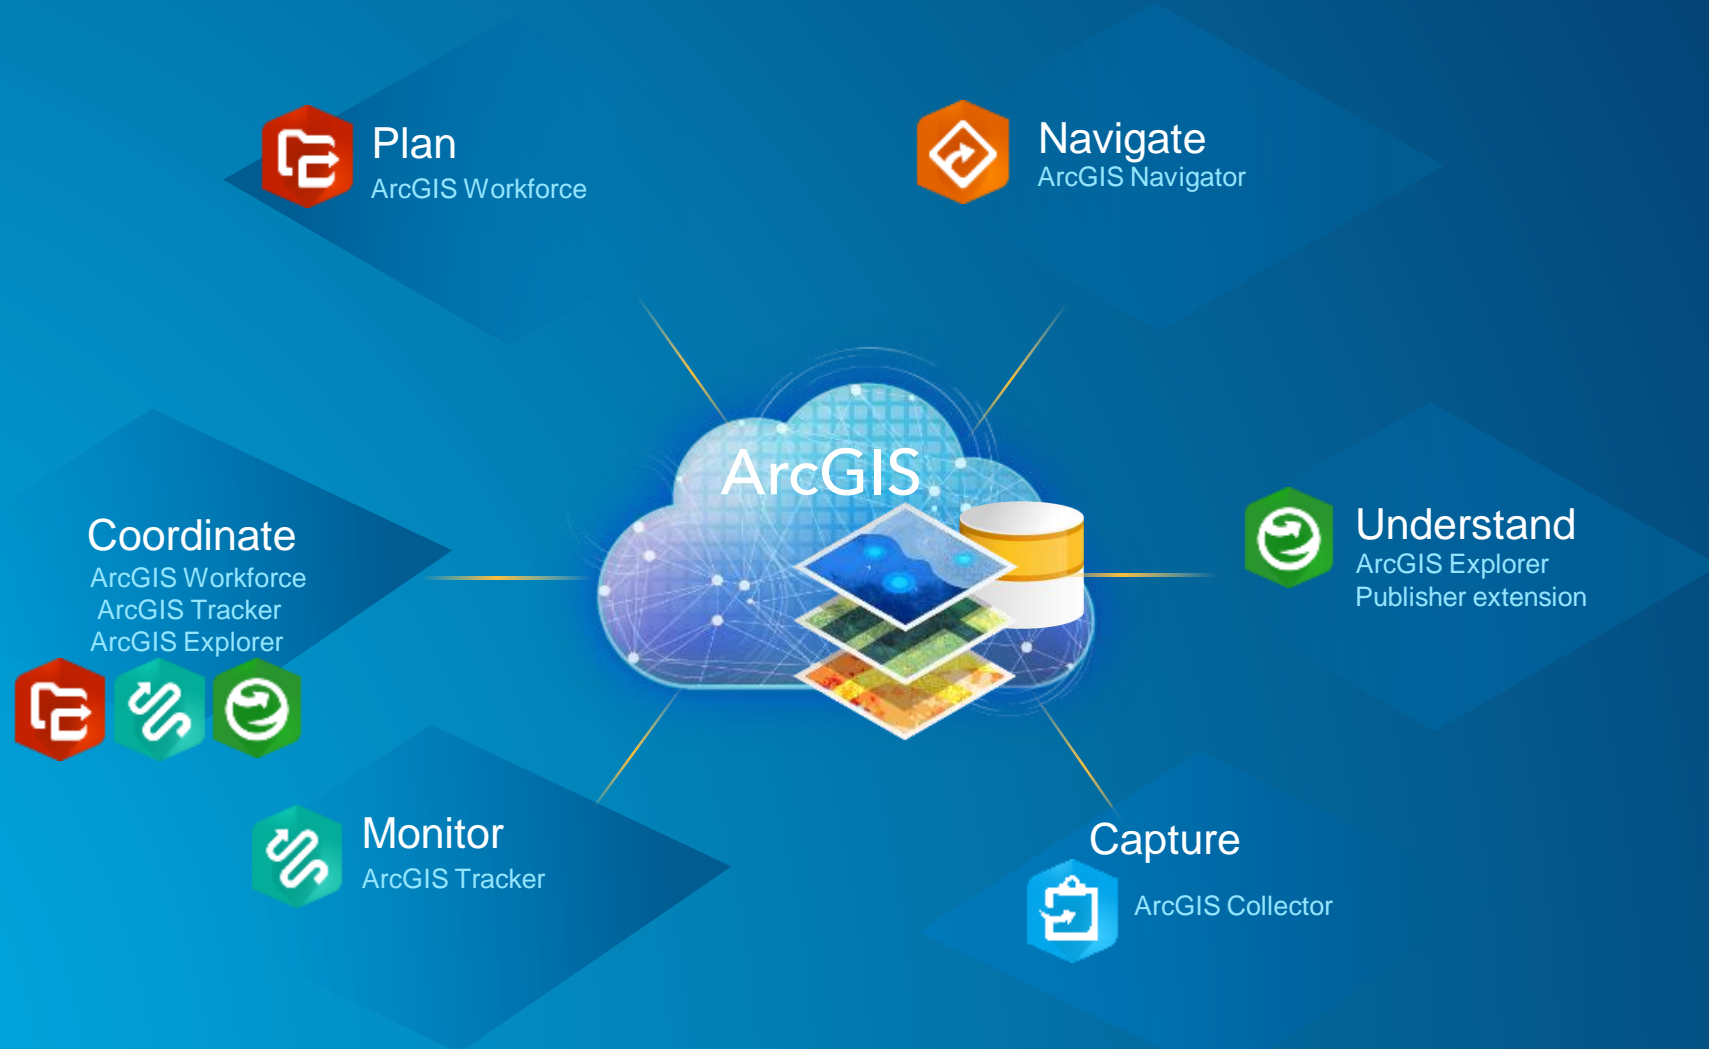 Plan
ArcGIS Workforce
Navigate
ArcGIS Navigator
ArcGIS
Coordinate
ArcGIS Workforce
ArcGIS Tracker
ArcGIS Explorer
Understand
ArcGIS Explorer
Publisher extension
Monitor
ArcGIS Tracker
Capture
ArcGIS Collector